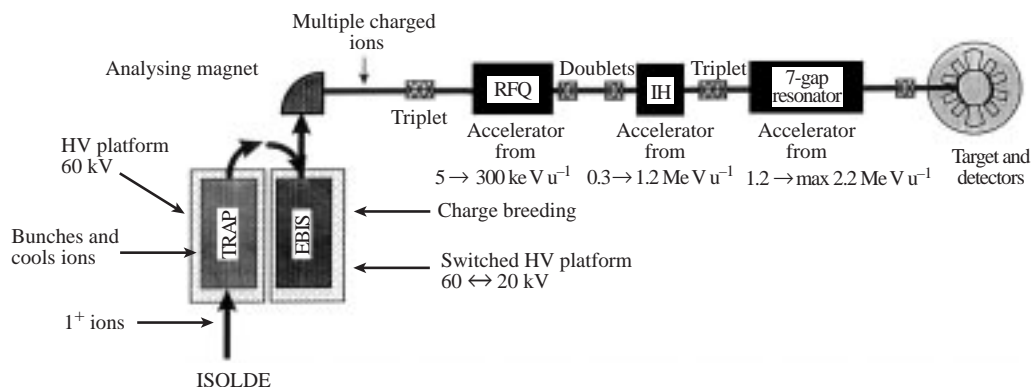 Multiple charged
ions
Analysing magnet
Triplet
RFQ
Doublets
IH
Triplet
7-gap
resonator
Accelerator
from
5 → 300 ke V u⁻¹
Accelerator
from
0.3 → 1.2 Me V u⁻¹
Accelerator
from
1.2 → max 2.2 Me V u⁻¹
Target and
detectors
HV platform
60 kV
TRAP
EBIS
Charge breeding
Bunches and
cools ions
Switched HV platform
60 ↔ 20 kV
1⁺ ions
ISOLDE